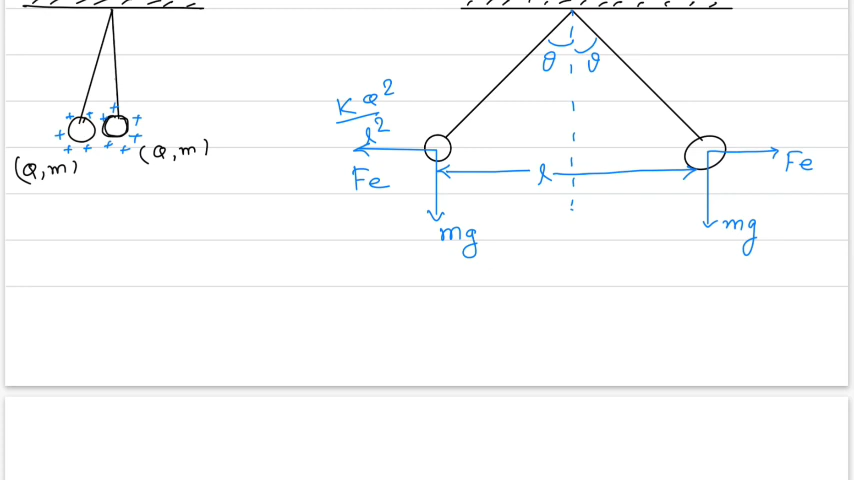 (Q,m)
(Q,m)
θ θ
KQ²
l²
Fe
mg
l
Fe
mg